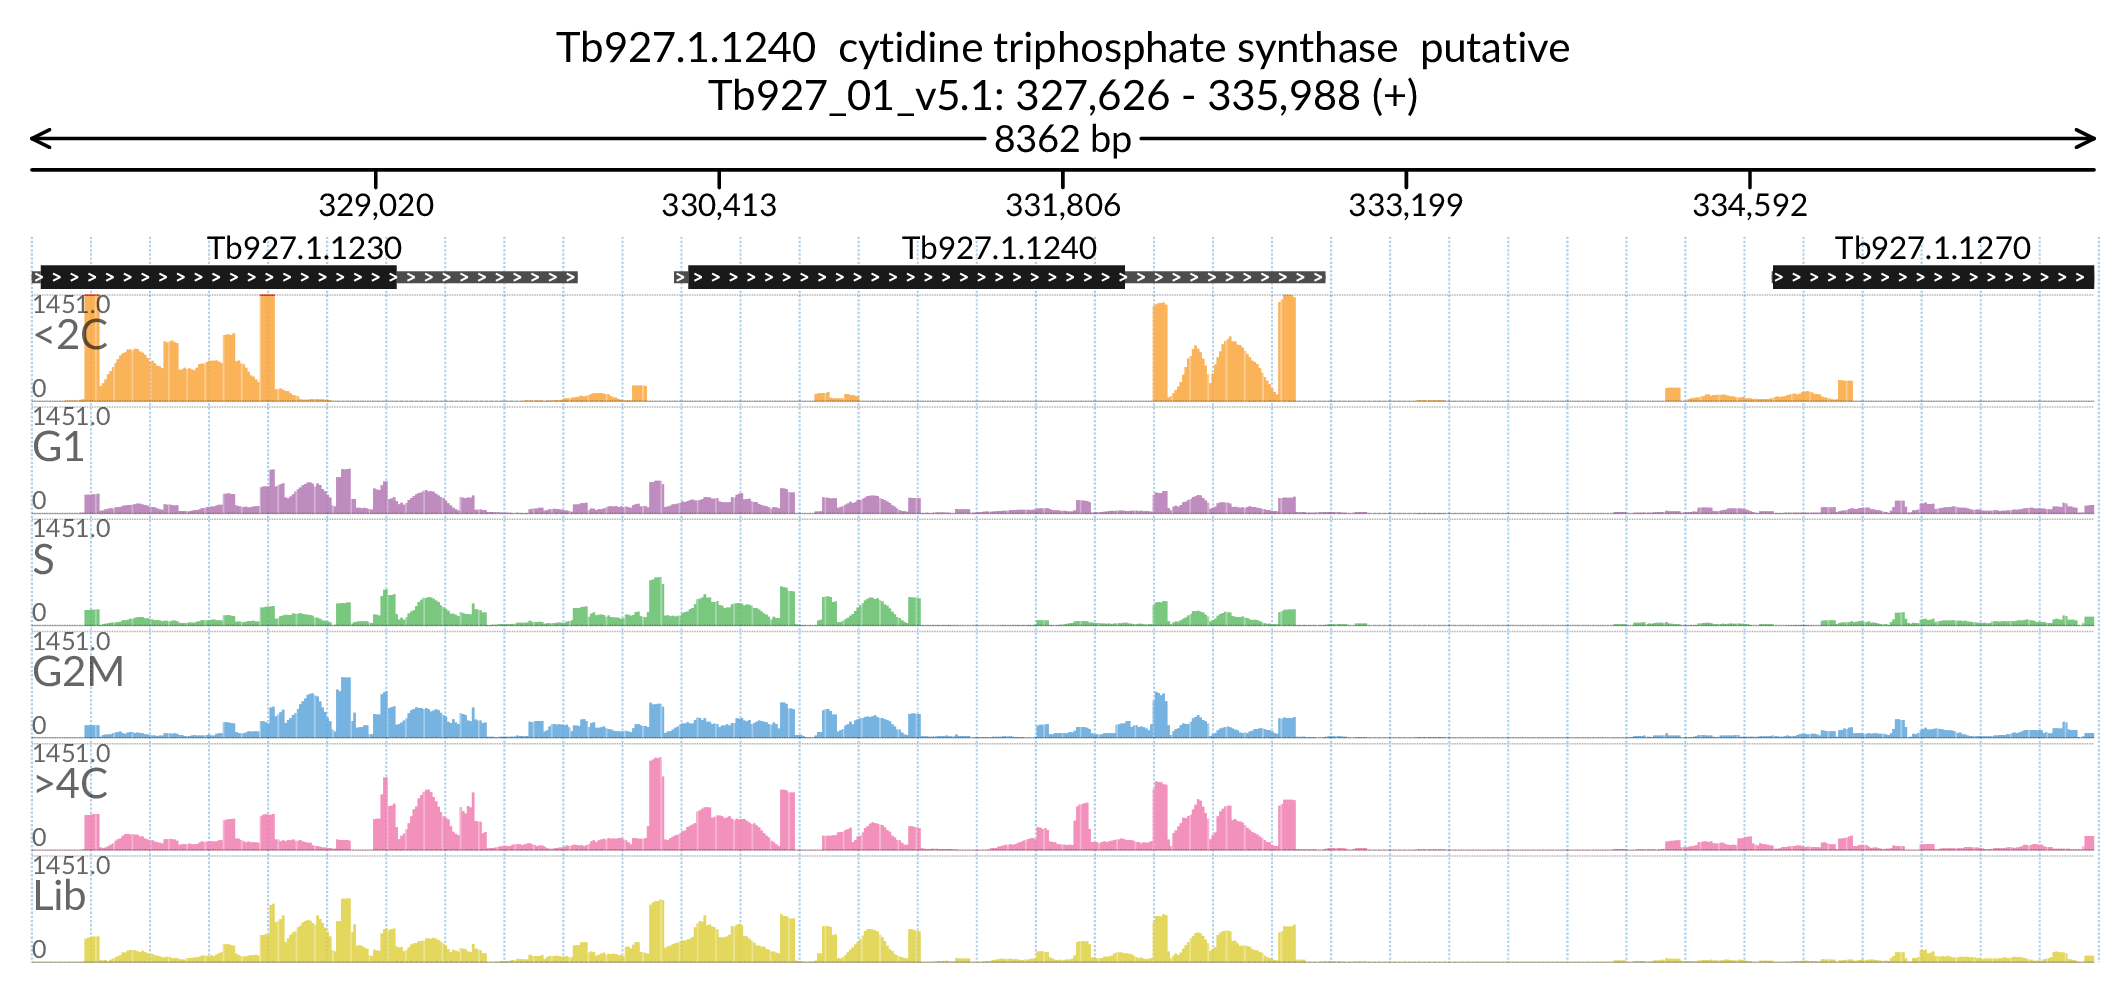 Tb927.1.1240  cytidine triphosphate synthase  putative
Tb927_01_v5.1: 327,626 - 335,988 (+)
8362 bp
329,020 330,413 331,806 333,199 334,592
Tb927.1.1230 Tb927.1.1240 Tb927.1.1270
1451.0
<2C
0
1451.0
G1
0
1451.0
S
0
1451.0
G2M
0
1451.0
>4C
0
1451.0
Lib
0